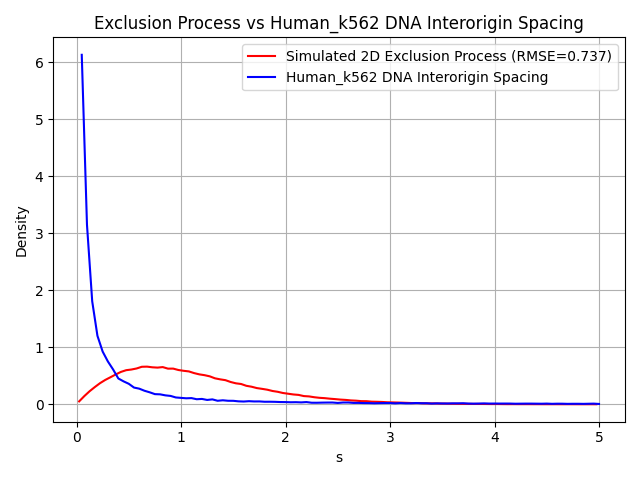 Exclusion Process vs Human_k562 DNA Interorigin Spacing
Simulated 2D Exclusion Process (RMSE=0.737)
Human_k562 DNA Interorigin Spacing
Density
6
5
4
3
2
1
0
0 1 2 3 4 5
s